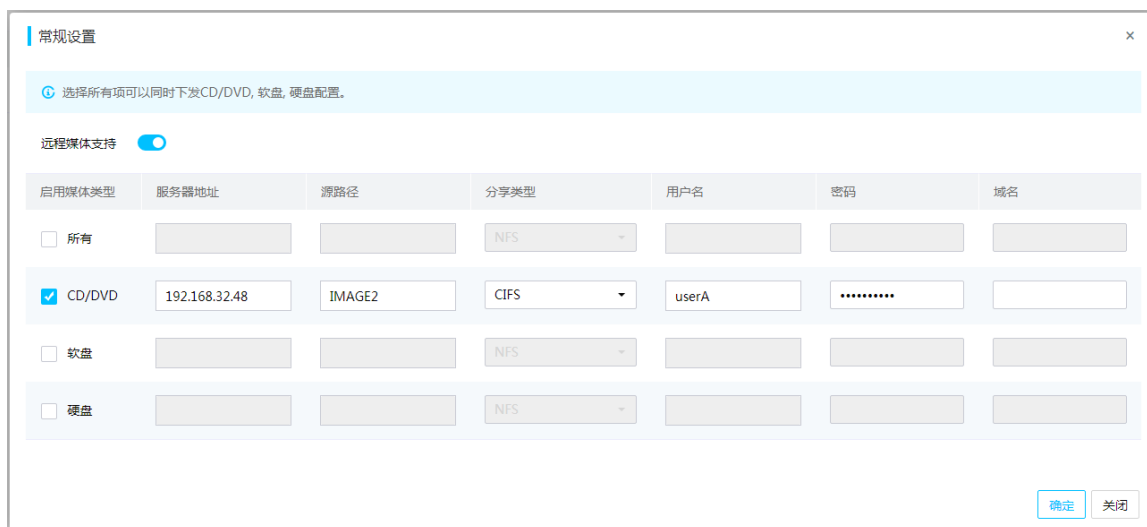 常规设置
×
选择所有项可以同时下发CD/DVD, 软盘, 硬盘配置。
远程媒体支持
启用媒体类型 服务器地址 源路径 分享类型 用户名 密码 域名
所有 NFS
CD/DVD 192.168.32.48 IMAGE2 CIFS userA ••••••••••
软盘 NFS
硬盘 NFS
确定 关闭